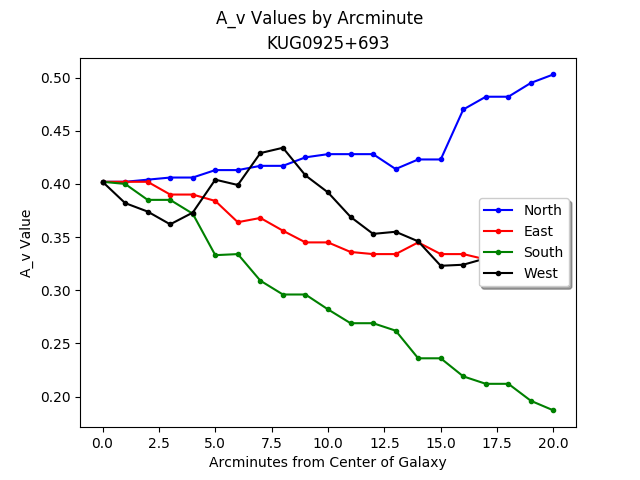 A_v Values by Arcminute
KUG0925+693
A_v Value
0.50
0.45
0.40
0.35
0.30
0.25
0.20
North
East
South
West
0.0 2.5 5.0 7.5 10.0 12.5 15.0 17.5 20.0
Arcminutes from Center of Galaxy